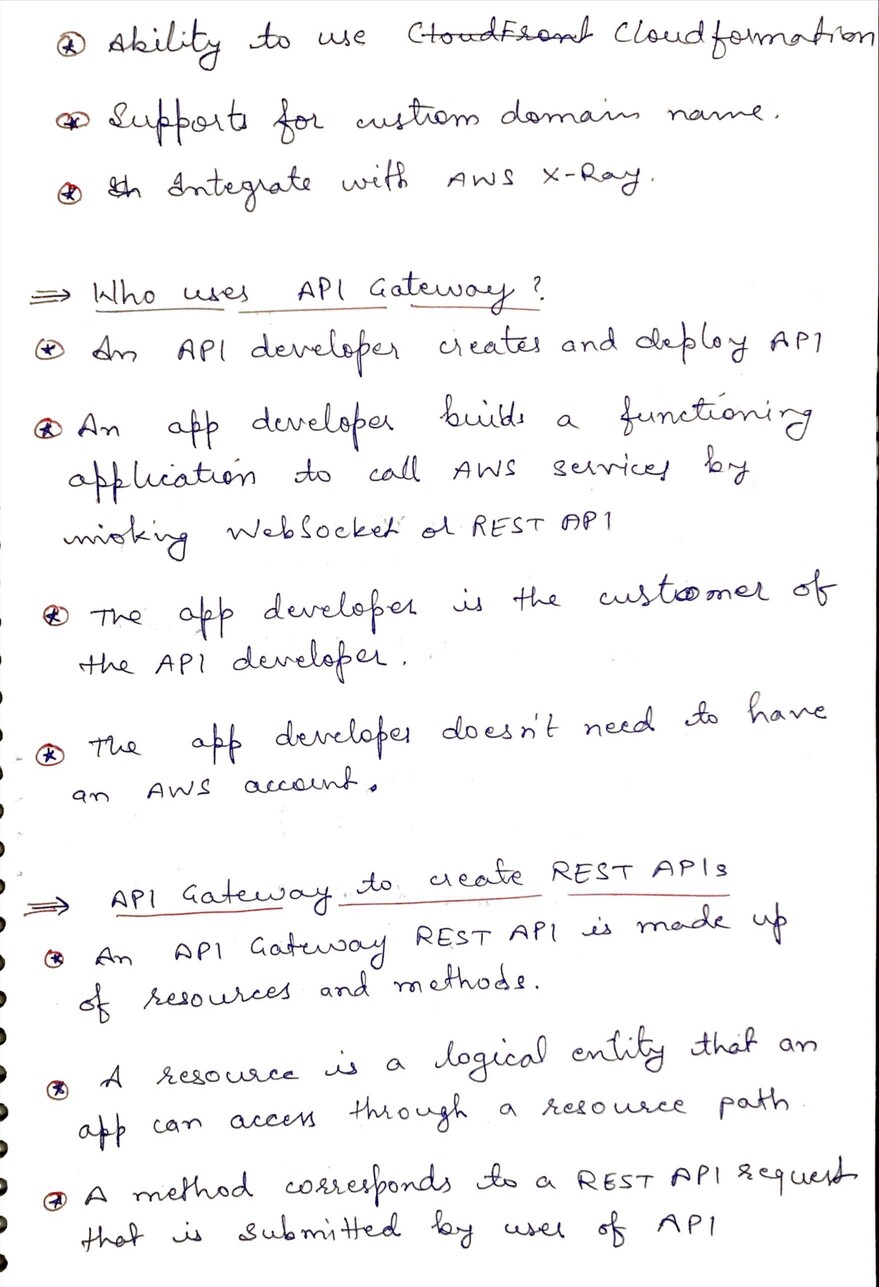 ⊛ Ability to use CloudFront Cloudformation
⊛ Supports for custiom domain name.
⊛ In Integrate with AWS X-Ray.
⇒ Who uses API Gateway?
⊛ An API developer creates and deploy API
⊛ An app developer builds a functioning
application to call AWS services by
making WebSocket or REST API
⊛ The app developer is the customer of
the API developer.
⊛ The app developer doesn't need to have
an AWS account.
⇒ API Gateway to create REST APIs
⊛ An API Gateway REST API is made up
of resources and methods.
⊛ A resource is a logical entity that an
app can access through a resource path.
⊛ A method corresponds to a REST API request
that is submitted by user of API